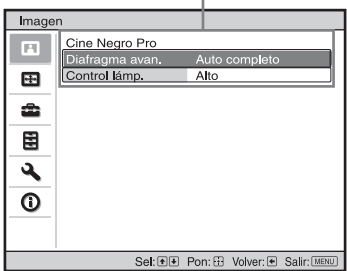 Imagen
Cine Negro Pro
Diafragma avan. Auto completo
Control lámp. Alto
Sel: Pon: Volver: Salir: MENU